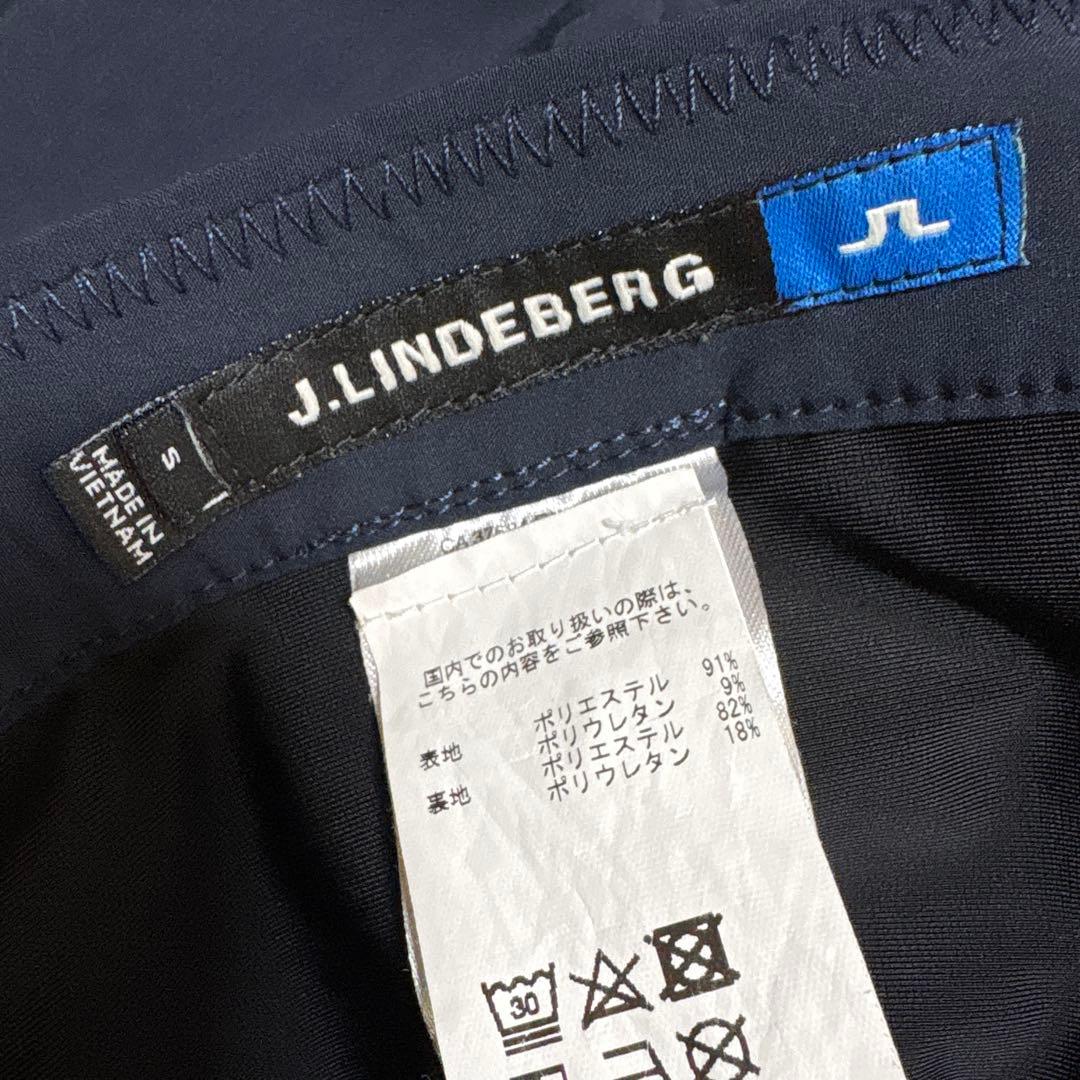 J.LINDEBERG
S
MADE IN
VIETNAM
国内でのお取り扱いの際は、
こちらの内容をご参照下さい。
表地 ポリエステル 91%
ポリウレタン 9%
裏地 ポリエステル 82%
ポリウレタン 18%
30